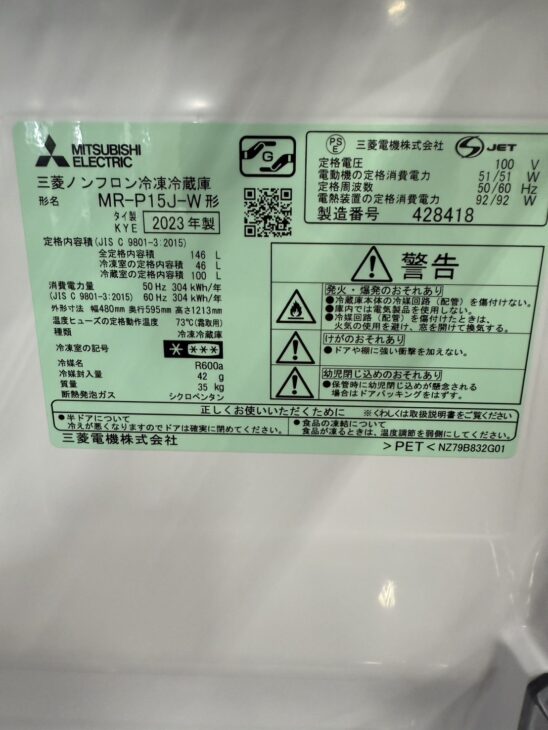 MITSUBISHI
ELECTRIC
三菱ノンフロン冷凍冷蔵庫
形名 MR-P15J-W 形
タイ製
KYE 2023年製
定格内容積(JIS C 9801-3:2015)
全定格内容積 146 L
冷凍室の定格内容積 46 L
冷蔵室の定格内容積 100 L
消費電力量 50 Hz 304 kWh/年
(JIS C 9801-3:2015) 60 Hz 304 kWh/年
外形寸法 幅480mm 奥行595mm 高さ1213mm
温度ヒューズの定格動作温度 73℃(霜取用)
種類 冷凍冷蔵庫
冷凍室の記号
冷媒名 R600a
冷媒封入量 42 g
質量 35 kg
断熱発泡ガス シクロペンタン
G
PS
E
三菱電機株式会社
JET
定格電圧 100 V
電動機の定格消費電力 51/51 W
定格周波数 50/60 Hz
電熱装置の定格消費電力 92/92 W
製造番号 428418
警告
発火・爆発のおそれあり
●冷蔵庫本体の冷媒回路(配管)を傷付けない。
●庫内では電気製品を使用しない。
●冷媒回路(配管)を傷付けたときは、
火気の使用を避け、窓を開けて換気する。
けがのおそれあり
●ドアや棚に強い衝撃を加えない。
幼児閉じ込めのおそれあり
●保管時に幼児閉じ込めが懸念される
場合はドアパッキングをはずす。
正しくお使いいただくために ※くわしくは取扱説明書をご覧ください
●半ドアについて
冷えが悪くなりますのでドアは確実に閉めてください。
●食品の凍結について
食品が凍るときは、温度調節を弱側にしてください。
三菱電機株式会社
>PET< NZ79B832G01